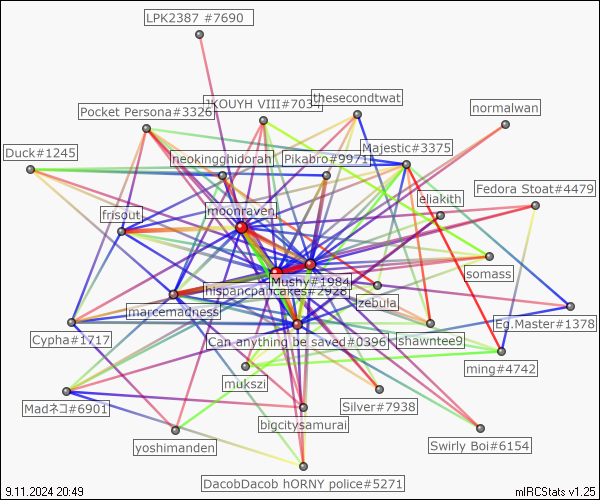 LPK2387 #7690
thesecondtwat
JKOUYH VIII#7034
normalwan
Pocket Persona#3326
Duck#1245
neokingghidorah
Pikabro#9971
Majestic#3375
eliakith
Fedora Stoat#4479
frisout
moonraven
somass
Mushy#1984
hispancpancakes#2928
zebula
marcemadness
Eg.Master#1378
Cypha#1717
Can anything be saved#0396
shawntee9
ming#4742
mukszi
Madネコ#6901
Silver#7938
bigcitysamurai
yoshimanden
Swirly Boi#6154
DacobDacob hORNY police#5271
9.11.2024 20:49
mIRCStats v1.25